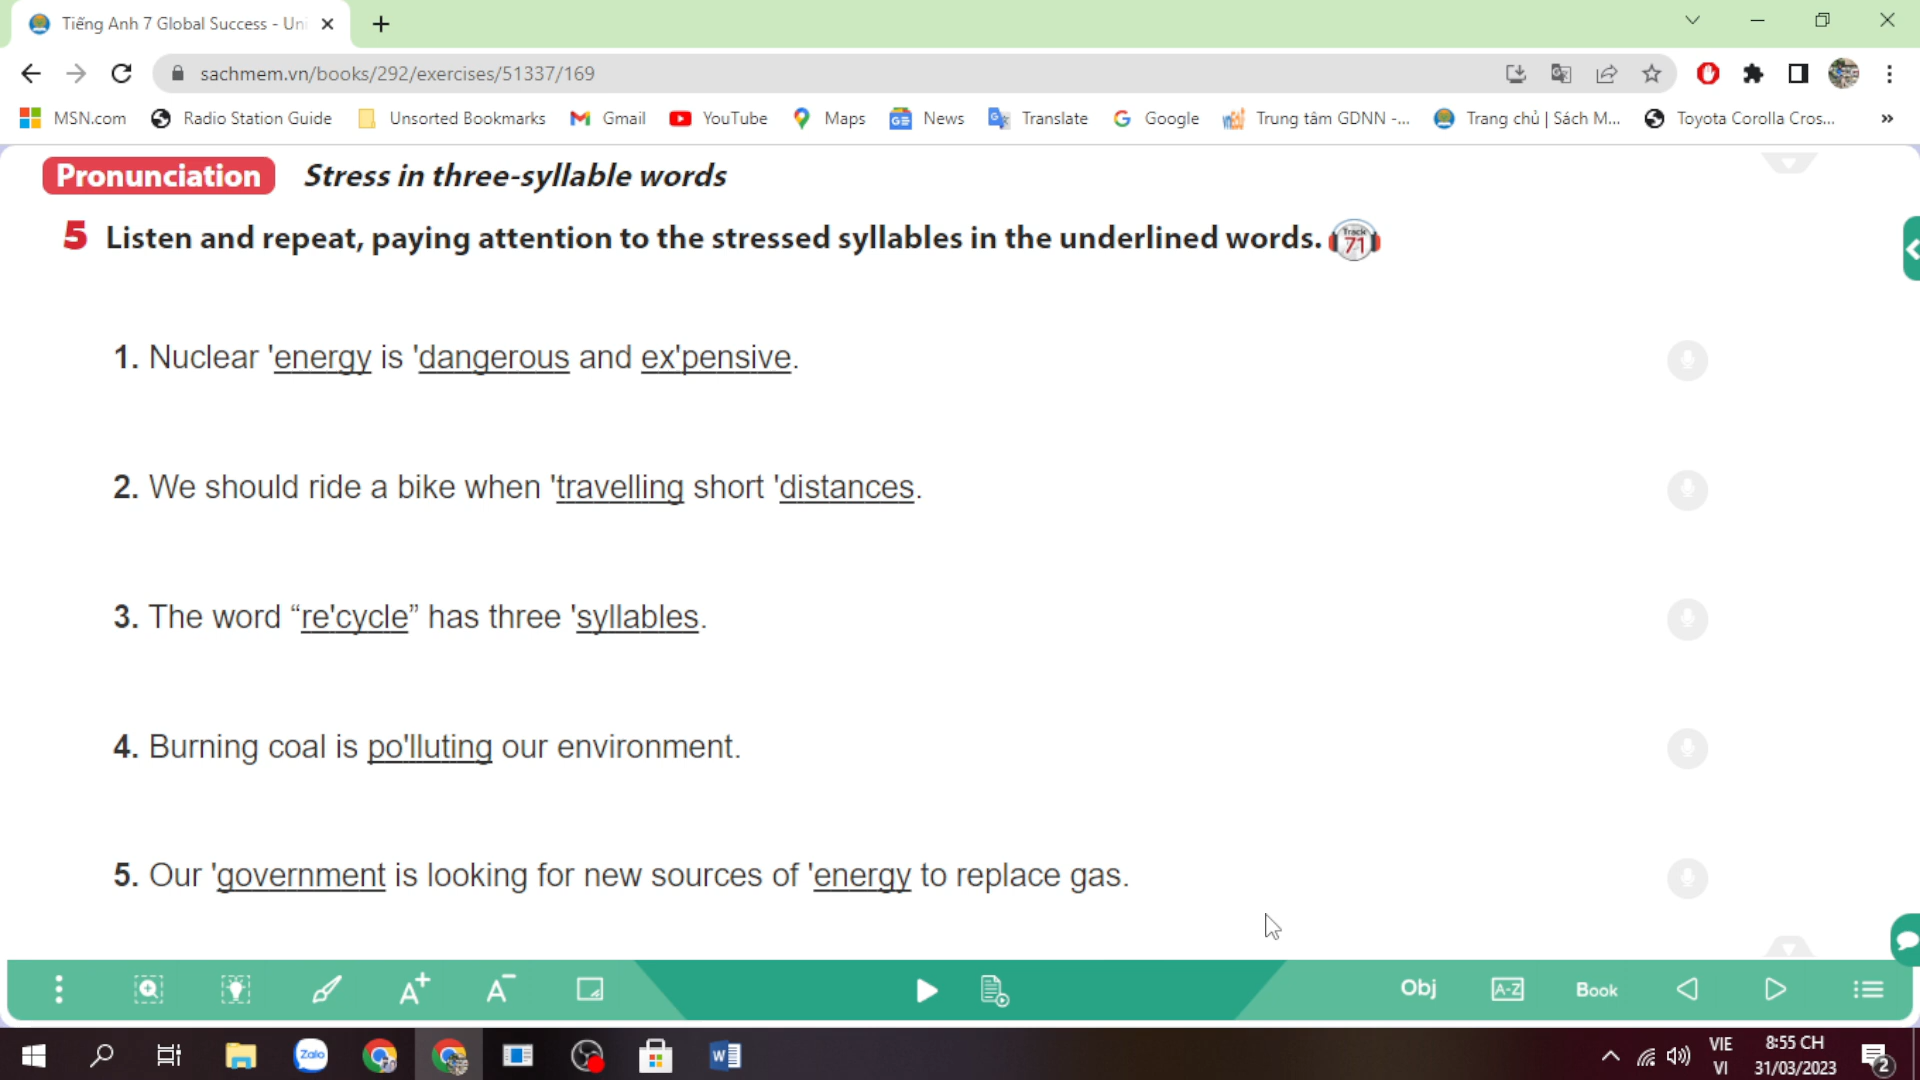 Tiếng Anh 7 Global Success - Uni
sachmem.vn/books/292/exercises/51337/169
MSN.com Radio Station Guide Unsorted Bookmarks Gmail YouTube Maps News Translate Google Trung tâm GDNN -... Trang chủ | Sách M... Toyota Corolla Cros... »
Pronunciation Stress in three-syllable words
5 Listen and repeat, paying attention to the stressed syllables in the underlined words. Track 71
1. Nuclear 'energy is 'dangerous and ex'pensive.
2. We should ride a bike when 'travelling short 'distances.
3. The word “re'cycle” has three 'syllables.
4. Burning coal is po'lluting our environment.
5. Our 'government is looking for new sources of 'energy to replace gas.
A+ A- Obj A-Z Book
Zalo W VIE 8:55 CH
VI 31/03/2023 2